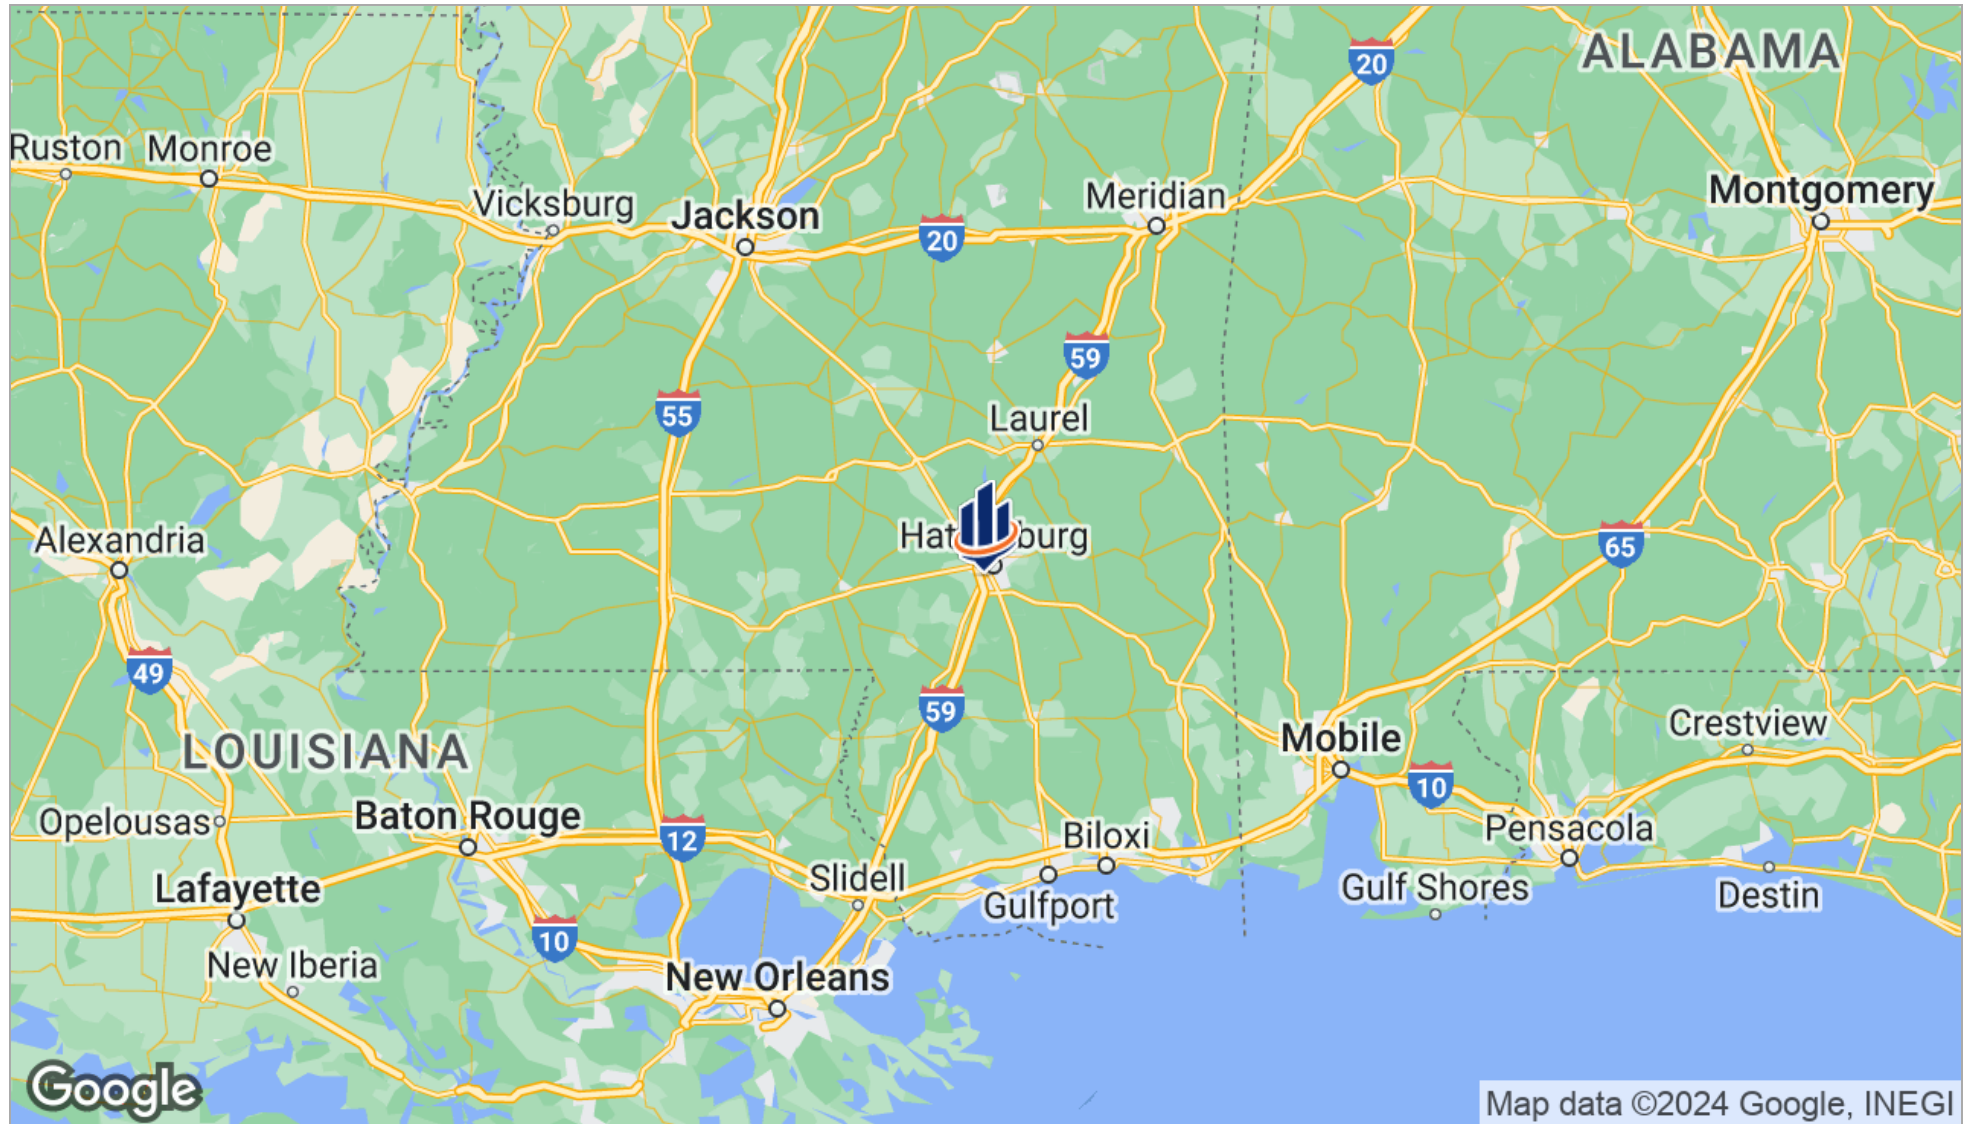 ALABAMA
20
Ruston
Monroe
Vicksburg
Jackson
Meridian
Montgomery
20
59
55
Laurel
Alexandria
Hat burg
65
49
59
LOUISIANA
Mobile
Crestview
Opelousas
Baton Rouge
12
10
Biloxi
Pensacola
Lafayette
Slidell
Gulfport
Gulf Shores
Destin
10
New Iberia
New Orleans
Google
Map data ©2024 Google, INEGI